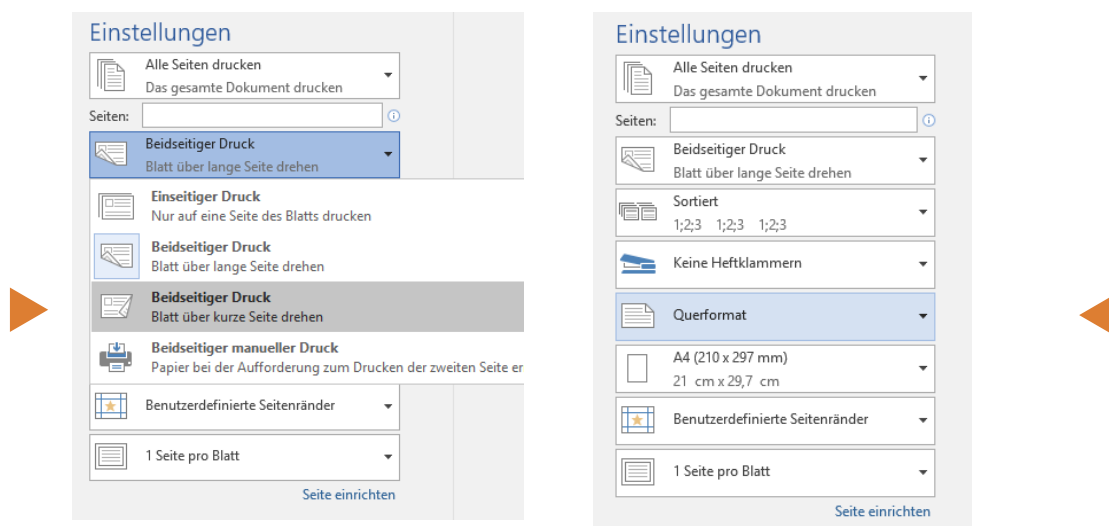 Einstellungen
Alle Seiten drucken
Das gesamte Dokument drucken
Seiten:
Beidseitiger Druck
Blatt über lange Seite drehen
Einseitiger Druck
Nur auf eine Seite des Blatts drucken
Beidseitiger Druck
Blatt über lange Seite drehen
Beidseitiger Druck
Blatt über kurze Seite drehen
Beidseitiger manueller Druck
Papier bei der Aufforderung zum Drucken der zweiten Seite er
Benutzerdefinierte Seitenränder
1 Seite pro Blatt
Seite einrichten
Einstellungen
Alle Seiten drucken
Das gesamte Dokument drucken
Seiten:
Beidseitiger Druck
Blatt über lange Seite drehen
Sortiert
1;2;3 1;2;3 1;2;3
Keine Heftklammern
Querformat
A4 (210 x 297 mm)
21 cm x 29,7 cm
Benutzerdefinierte Seitenränder
1 Seite pro Blatt
Seite einrichten